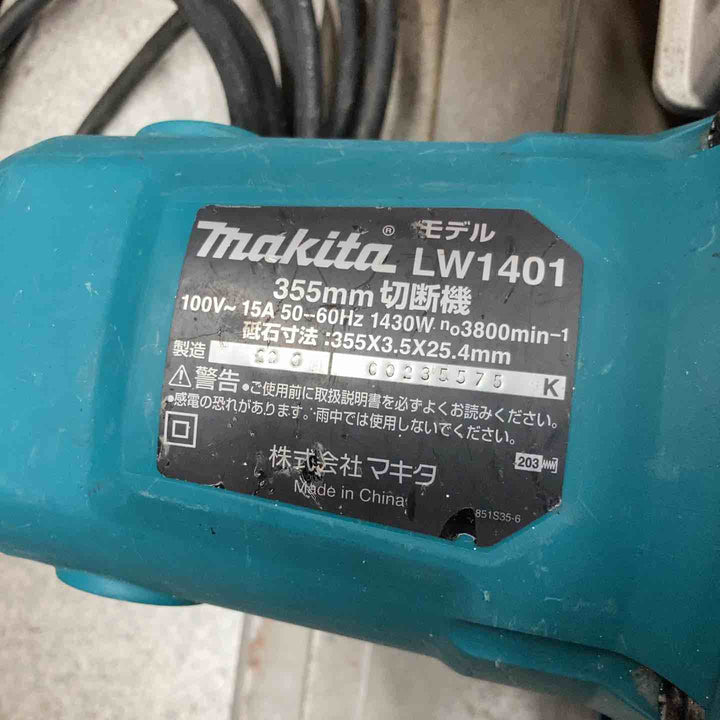 makita® モデル LW1401
355mm 切断機
100V~ 15A 50--60Hz 1430W n₀3800min-1
砥石寸法 :355X3.5X25.4mm
製造 00235575 K
⚠警告 ●ご使用前に取扱説明書を必ずよくお読みください。
●感電の恐れがあります。雨中では使用しないでください。
株式会社 マキタ
203
Made in China
851S35-6